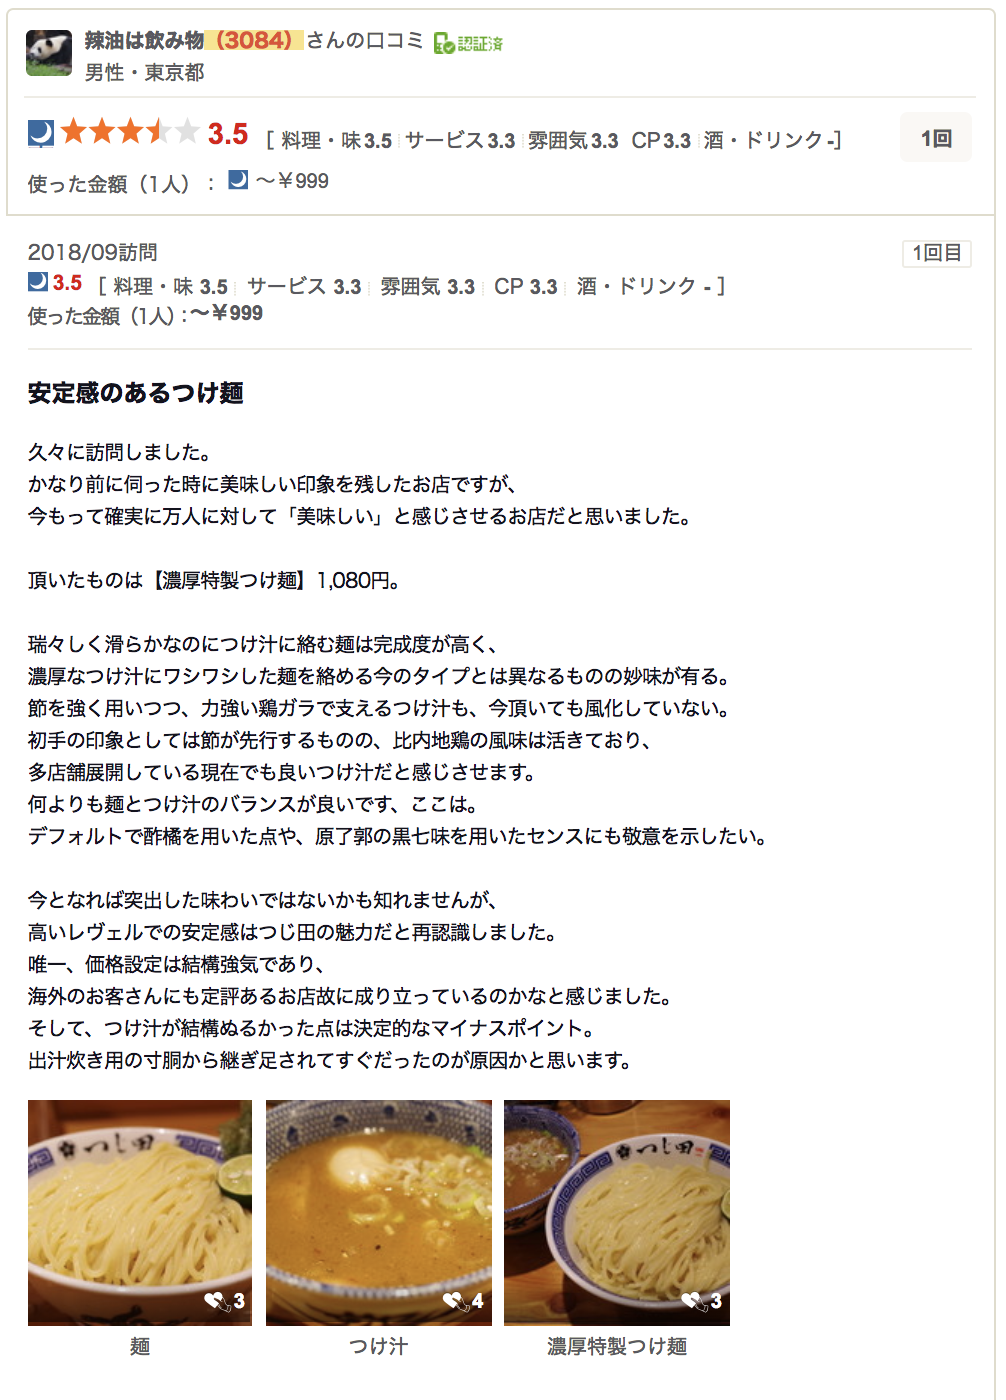 辣油は飲み物（3084）さんの口コミ 認証済
男性・東京都
3.5 [ 料理・味3.5 サービス3.3 雰囲気3.3 CP3.3 酒・ドリンク-] 1回
使った金額（1人）： ～￥999
2018/09訪問 1回目
3.5 [ 料理・味 3.5 サービス 3.3 雰囲気 3.3 CP 3.3 酒・ドリンク - ]
使った金額（1人）：～￥999
安定感のあるつけ麺
久々に訪問しました。
かなり前に伺った時に美味しい印象を残したお店ですが、
今もって確実に万人に対して「美味しい」と感じさせるお店だと思いました。
頂いたものは【濃厚特製つけ麺】1,080円。
瑞々しく滑らかなのにつけ汁に絡む麺は完成度が高く、
濃厚なつけ汁にワシワシした麺を絡める今のタイプとは異なるものの妙味が有る。
節を強く用いつつ、力強い鶏ガラで支えるつけ汁も、今頂いても風化していない。
初手の印象としては節が先行するものの、比内地鶏の風味は活きており、
多店舗展開している現在でも良いつけ汁だと感じさせます。
何よりも麺とつけ汁のバランスが良いです、ここは。
デフォルトで酢橘を用いた点や、原了郭の黒七味を用いたセンスにも敬意を示したい。
今となれば突出した味わいではないかも知れませんが、
高いレヴェルでの安定感はつじ田の魅力だと再認識しました。
唯一、価格設定は結構強気であり、
海外のお客さんにも定評あるお店故に成り立っているのかなと感じました。
そして、つけ汁が結構ぬるかった点は決定的なマイナスポイント。
出汁炊き用の寸胴から継ぎ足されてすぐだったのが原因かと思います。
つじ田
つじ田
3
4
3
麺
つけ汁
濃厚特製つけ麺